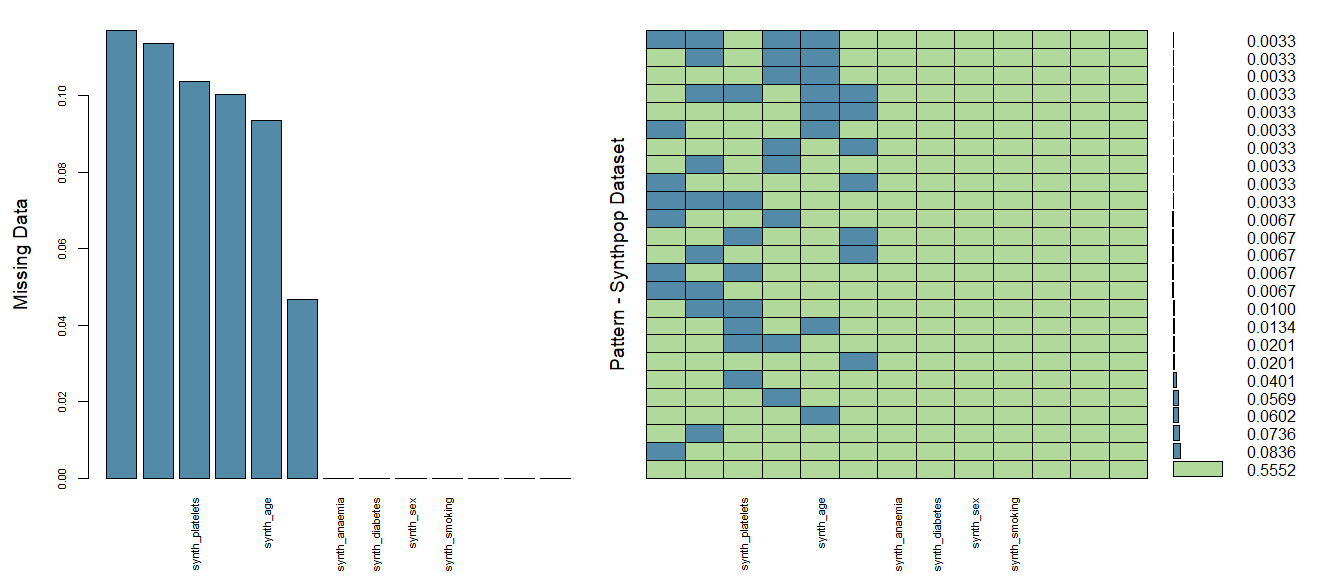 Missing Data
0.10
0.08
0.06
0.04
0.02
0.00
synth_platelets
synth_age
synth_anaemia
synth_diabetes
synth_sex
synth_smoking
Pattern - Synthpop Dataset
0.0033
0.0033
0.0033
0.0033
0.0033
0.0033
0.0033
0.0033
0.0033
0.0033
0.0067
0.0067
0.0067
0.0067
0.0067
0.0100
0.0134
0.0201
0.0201
0.0401
0.0569
0.0602
0.0736
0.0836
0.5552
synth_platelets
synth_age
synth_anaemia
synth_diabetes
synth_sex
synth_smoking